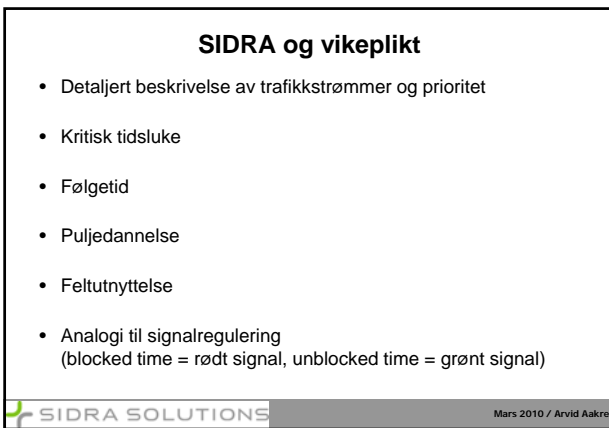 SIDRA og vikeplikt
• Detaljert beskrivelse av trafikkstrømmer og prioritet
• Kritisk tidsluke
• Følgetid
• Puljedannelse
• Feltutnyttelse
• Analogi til signalregulering
(blocked time = rødt signal, unblocked time = grønt signal)
SIDRA SOLUTIONS
Mars 2010 / Arvid Aakre